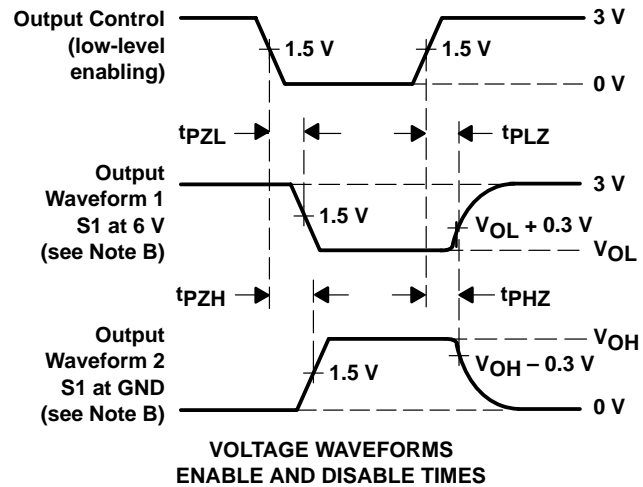 Output Control
(low-level
enabling)
3 V
1.5 V
1.5 V
0 V
tPZL
tPLZ
Output
Waveform 1
S1 at 6 V
(see Note B)
3 V
1.5 V
VOL + 0.3 V
VOL
tPZH
tPHZ
Output
Waveform 2
S1 at GND
(see Note B)
VOH
1.5 V
VOH – 0.3 V
0 V
VOLTAGE WAVEFORMS
ENABLE AND DISABLE TIMES